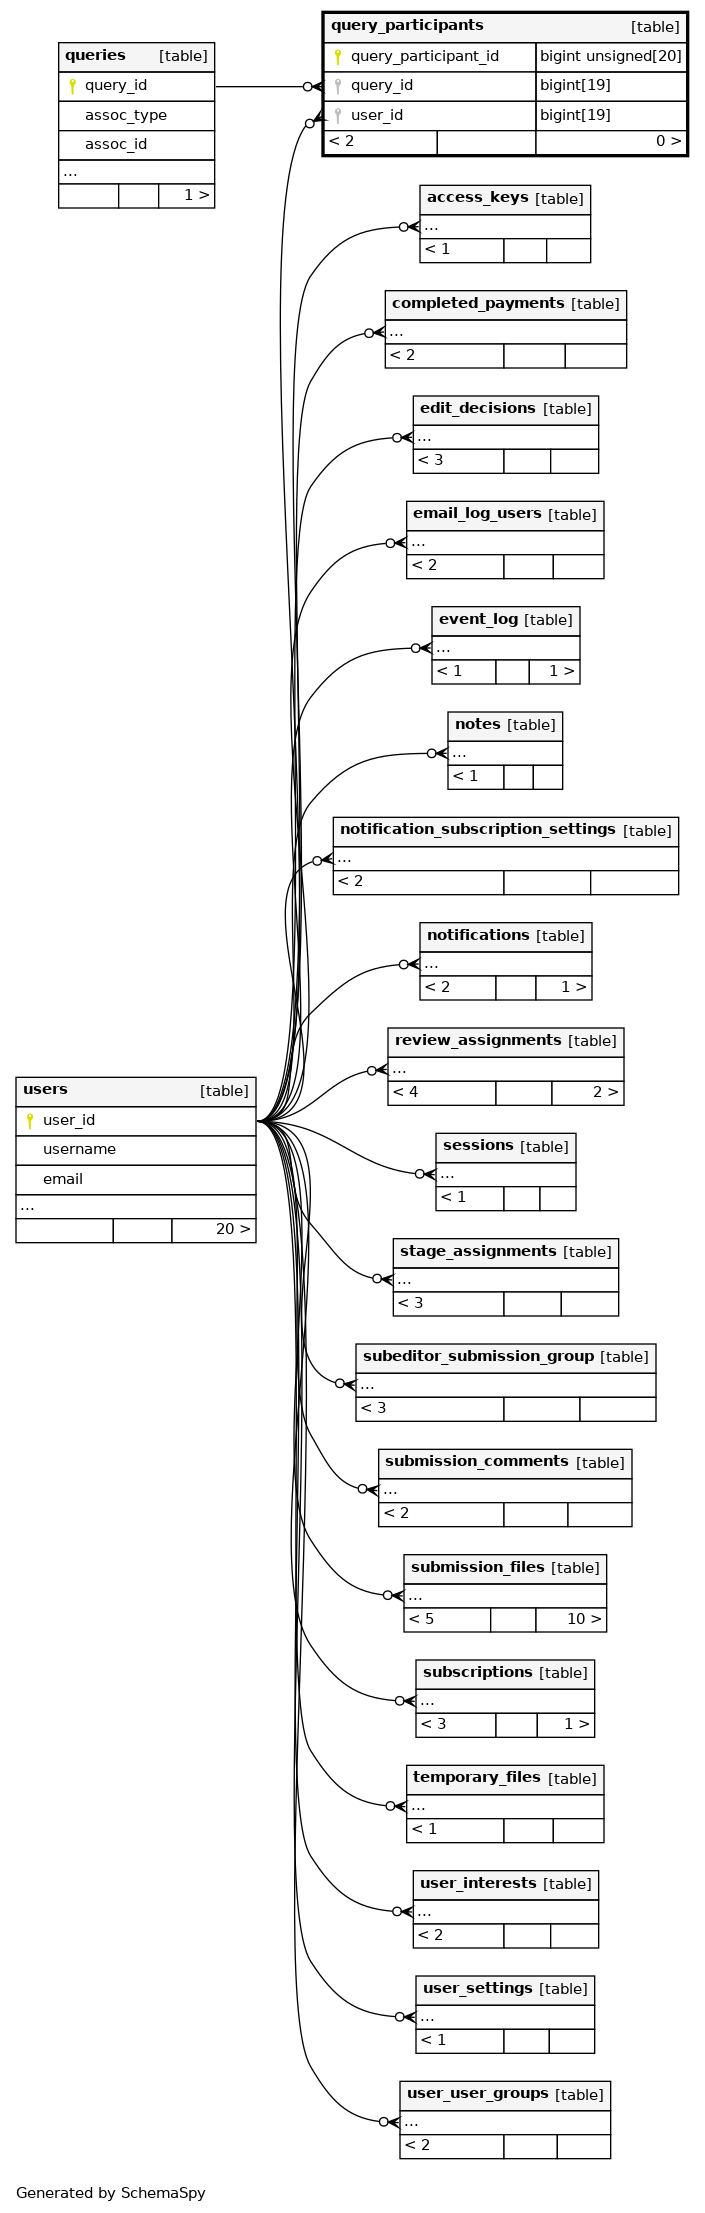 queries [table]
query_id
assoc_type
assoc_id
...
1 >
query_participants [table]
query_participant_id bigint unsigned[20]
query_id bigint[19]
user_id bigint[19]
< 2 0 >
access_keys [table]
...
< 1
completed_payments [table]
...
< 2
edit_decisions [table]
...
< 3
email_log_users [table]
...
< 2
event_log [table]
...
< 1 1 >
notes [table]
...
< 1
notification_subscription_settings [table]
...
< 2
notifications [table]
...
< 2 1 >
review_assignments [table]
...
< 4 2 >
users [table]
user_id
username
email
...
20 >
sessions [table]
...
< 1
stage_assignments [table]
...
< 3
subeditor_submission_group [table]
...
< 3
submission_comments [table]
...
< 2
submission_files [table]
...
< 5 10 >
subscriptions [table]
...
< 3 1 >
temporary_files [table]
...
< 1
user_interests [table]
...
< 2
user_settings [table]
...
< 1
user_user_groups [table]
...
< 2
Generated by SchemaSpy